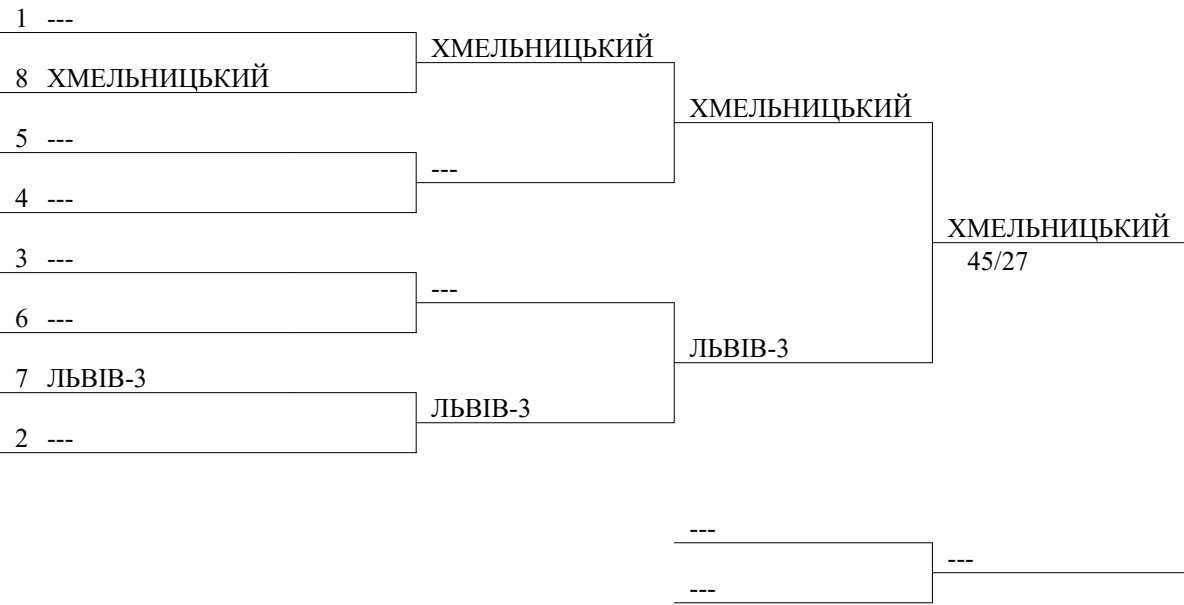 1 ---
ХМЕЛЬНИЦЬКИЙ
8 ХМЕЛЬНИЦЬКИЙ
ХМЕЛЬНИЦЬКИЙ
5 ---
---
4 ---
ХМЕЛЬНИЦЬКИЙ
45/27
3 ---
---
6 ---
ЛЬВІВ-3
7 ЛЬВІВ-3
ЛЬВІВ-3
2 ---
---
---
---